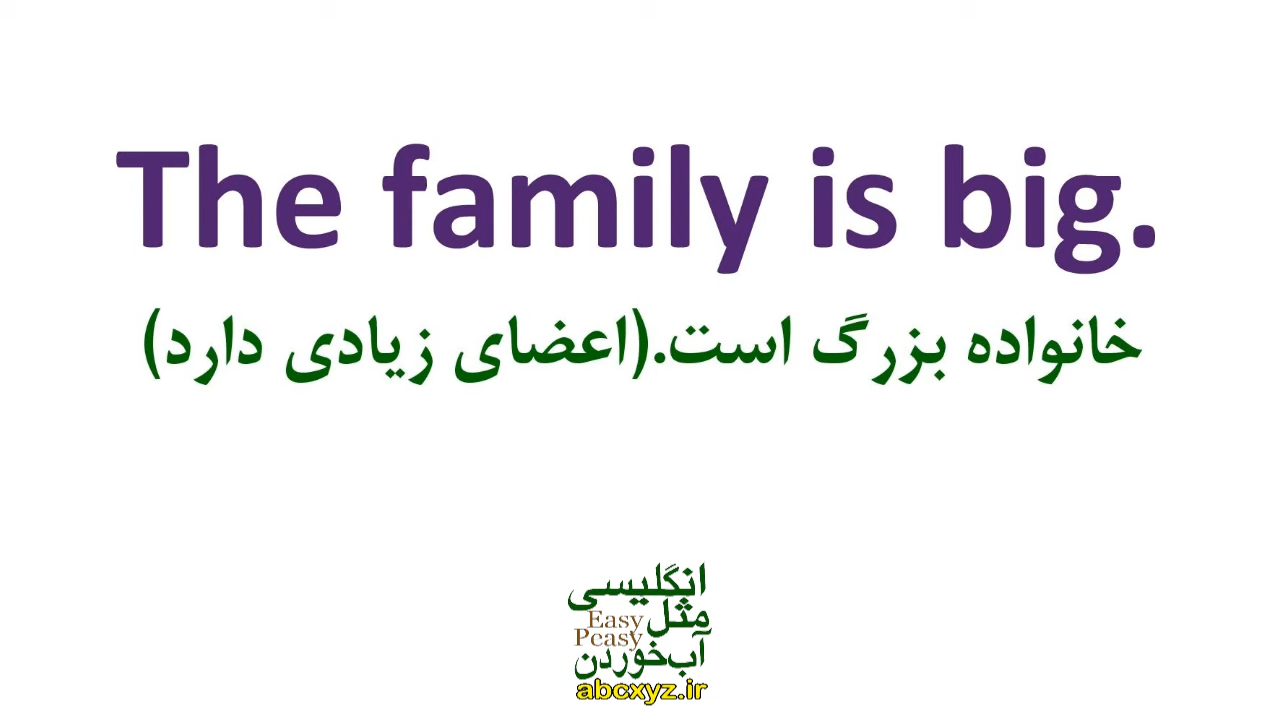 The family is big.
خانواده بزرگ است.(اعضای زیادی دارد)
انگلیسی
مثل
Easy
Peasy
آب‌خوردن
abcxyz.ir